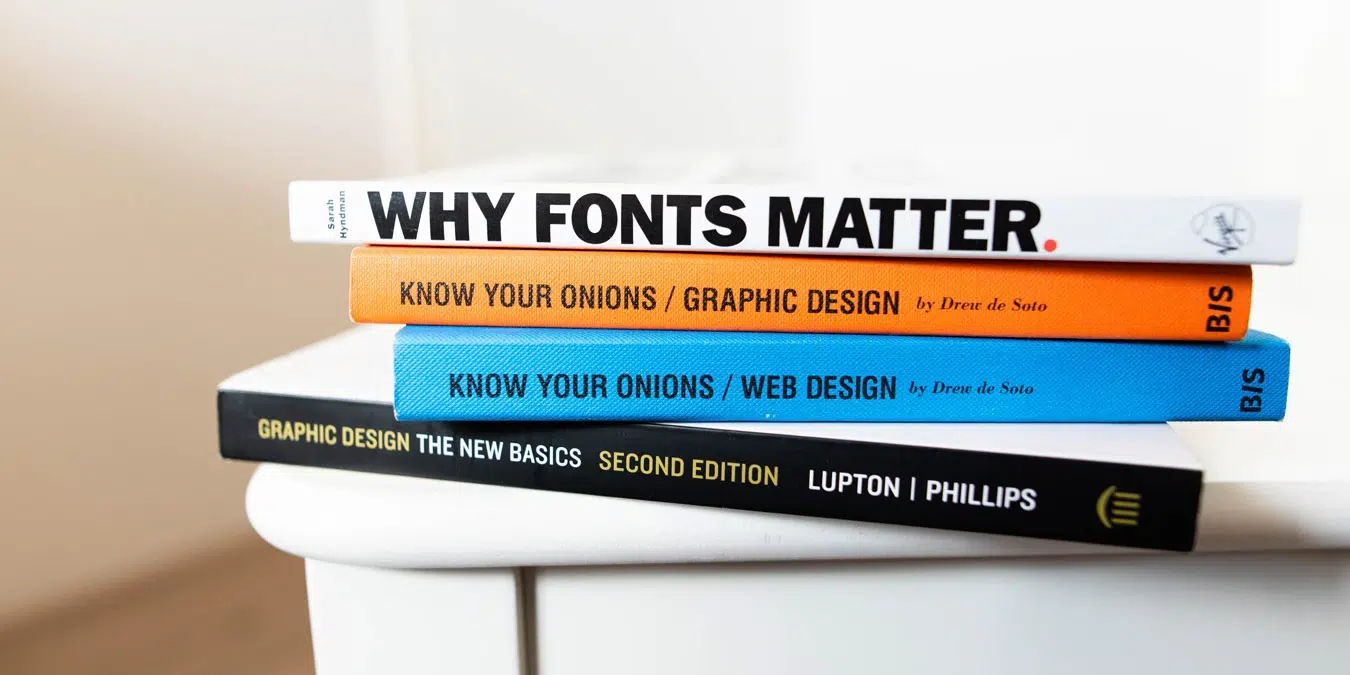 Sarah
Hyndman
WHY FONTS MATTER.
Virgin
KNOW YOUR ONIONS / GRAPHIC DESIGN by Drew de Soto
BIS
KNOW YOUR ONIONS / WEB DESIGN by Drew de Soto
BIS
GRAPHIC DESIGN THE NEW BASICS SECOND EDITION LUPTON | PHILLIPS